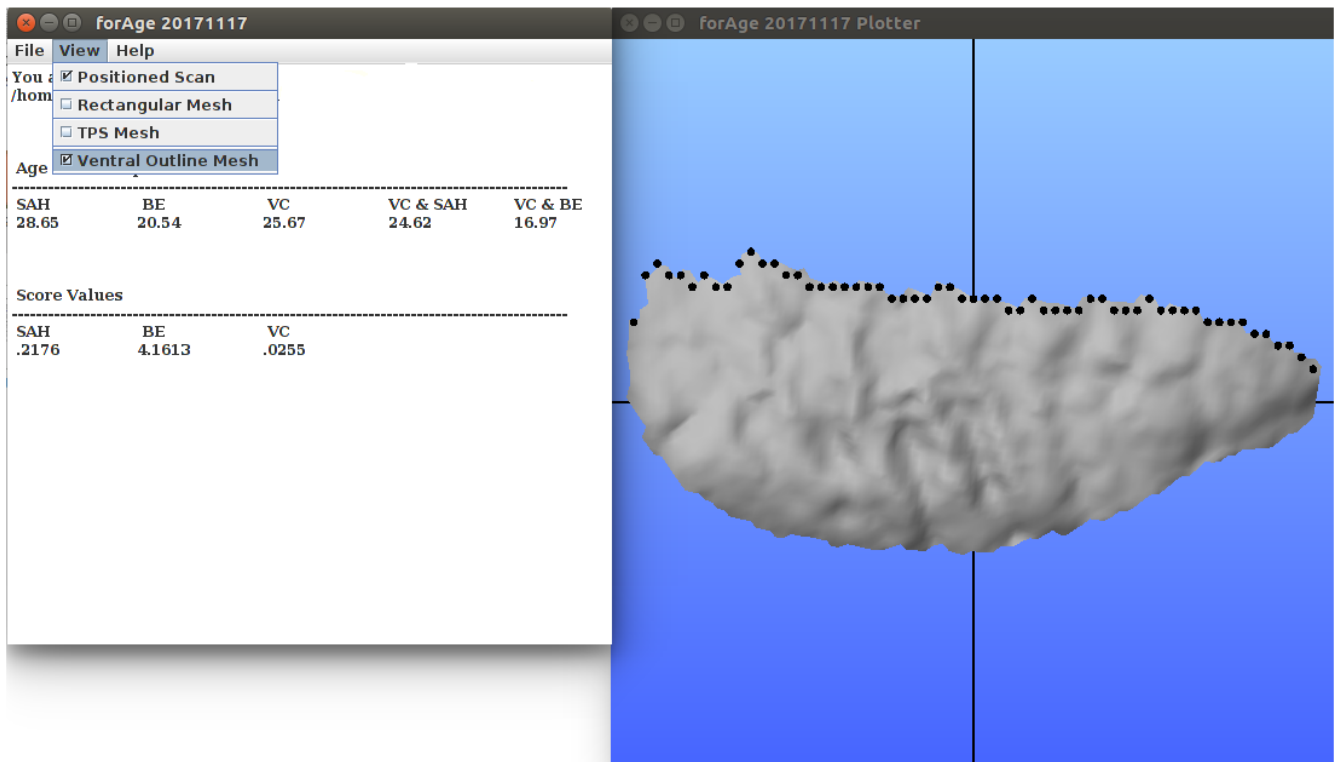 forAge 20171117
forAge 20171117 Plotter
File View Help
You a
/hom
Positioned Scan
Rectangular Mesh
TPS Mesh
Ventral Outline Mesh
Age
SAH BE VC VC & SAH VC & BE
28.65 20.54 25.67 24.62 16.97
Score Values
SAH BE VC
.2176 4.1613 .0255